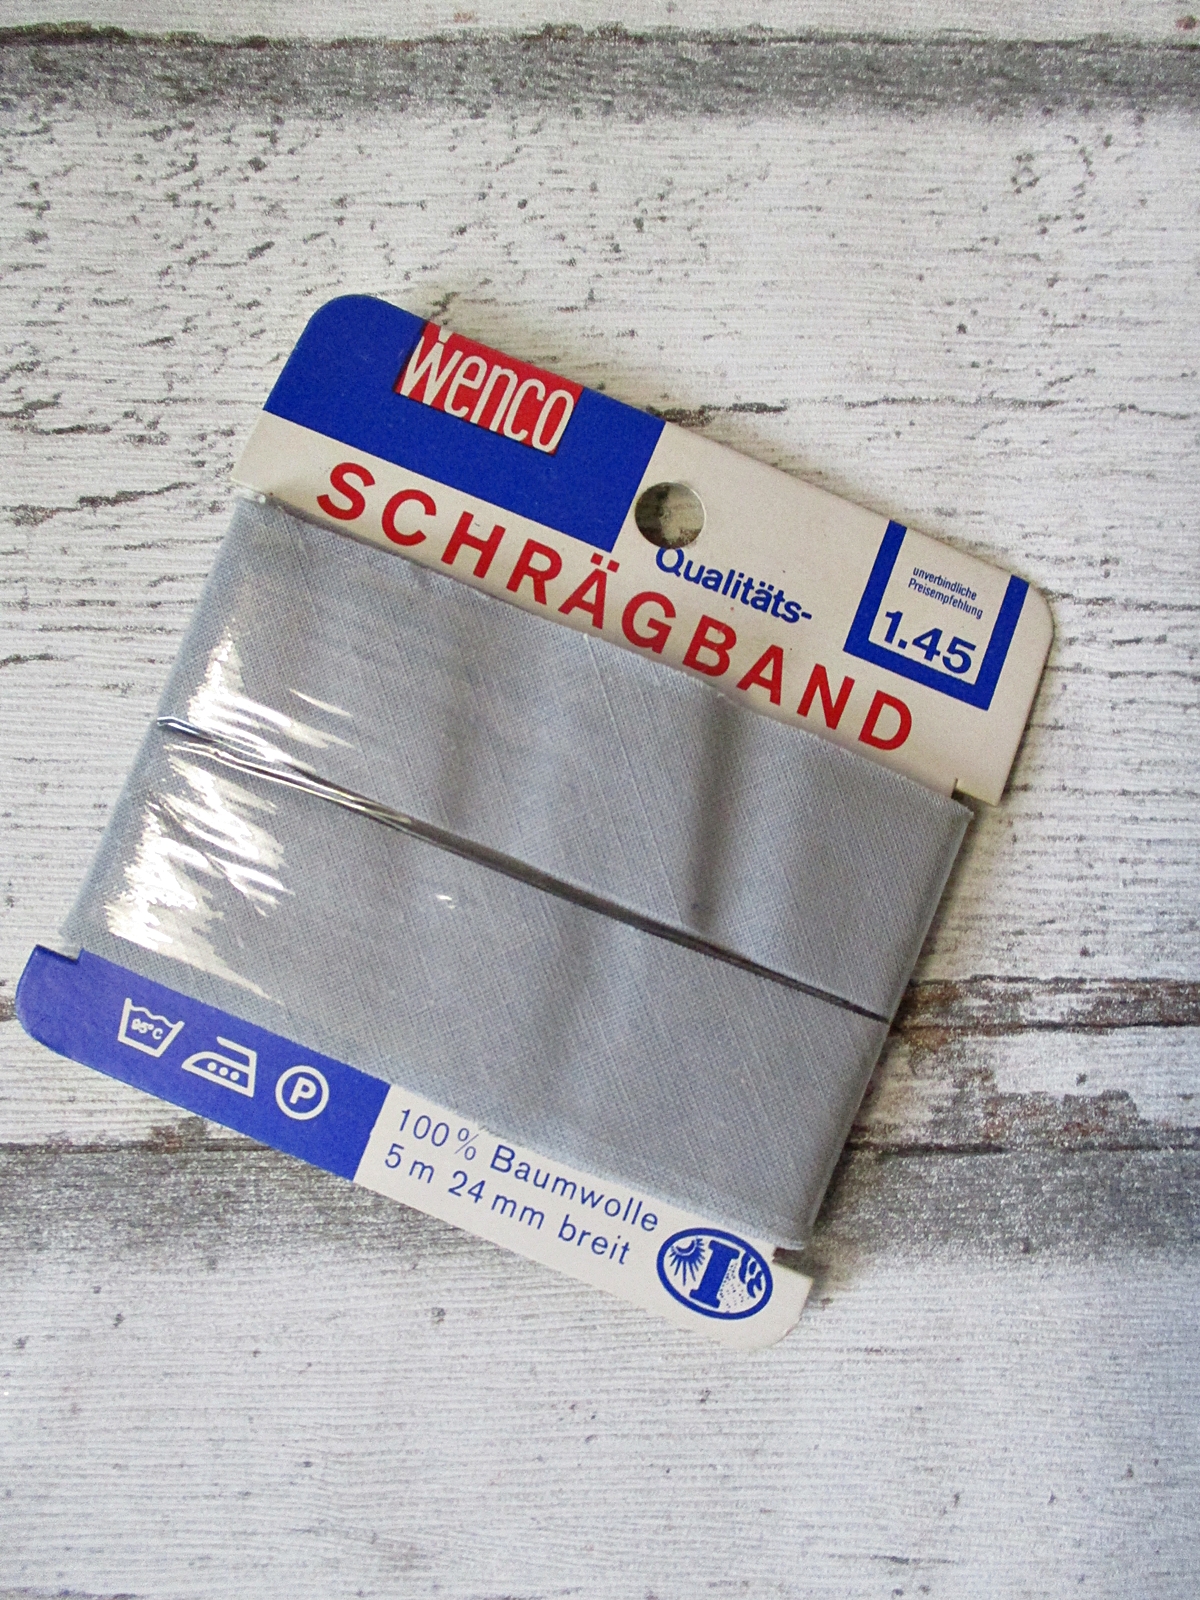 Wenco
Qualitäts-
SCHRÄGBAND
unverbindliche
Preisempfehlung
1.45
95°C
P
100% Baumwolle
5 m 24 mm breit
I